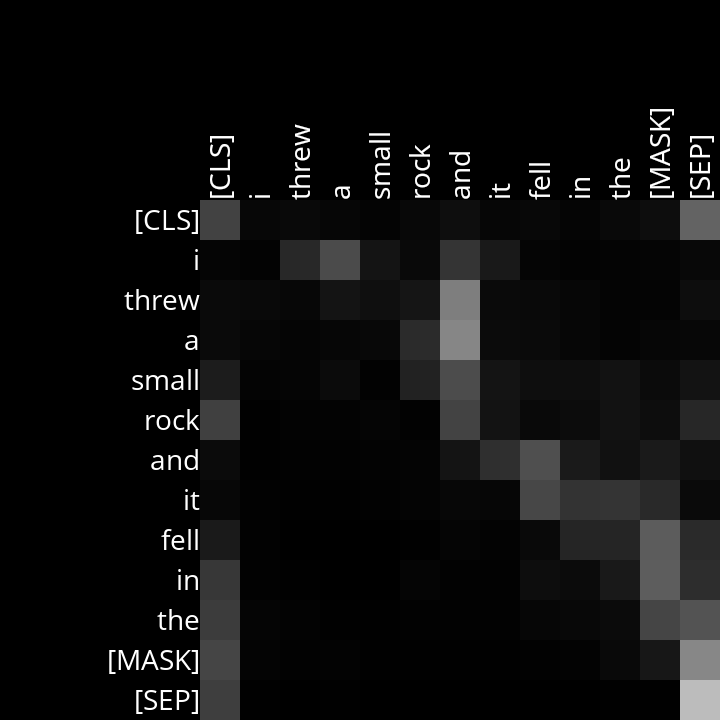 [CLS] i threw a small rock and it fell in the [MASK] [SEP]
[CLS]
i
threw
a
small
rock
and
it
fell
in
the
[MASK]
[SEP]